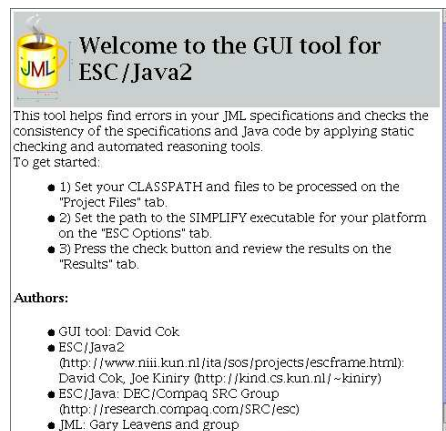 JML
Welcome to the GUI tool for
ESC/Java2
This tool helps find errors in your JML specifications and checks the
consistency of the specifications and Java code by applying static
checking and automated reasoning tools.
To get started:
● 1) Set your CLASSPATH and files to be processed on the
"Project Files" tab.
● 2) Set the path to the SIMPLIFY executable for your platform
on the "ESC Options" tab.
● 3) Press the check button and review the results on the
"Results" tab.
Authors:
● GUI tool: David Cok
● ESC/Java2
(http://www.niii.kun.nl/ita/sos/projects/escframe.html):
David Cok, Joe Kiniry (http://kind.cs.kun.nl/~kiniry)
● ESC/Java: DEC/Compaq SRC Group
(http://research.compaq.com/SRC/esc)
● JML: Gary Leavens and group